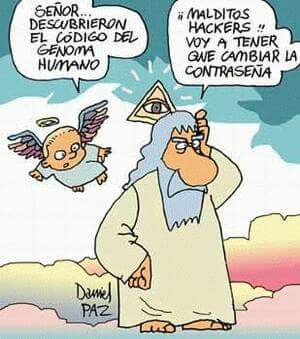 SEÑOR...
DESCUBRIERON
EL CÓDIGO DEL
GENOMA
HUMANO
¡¡MALDITOS
HACKERS!!
VOY A TENER
QUE CAMBIAR LA
CONTRASEÑA
Daniel
PAZ